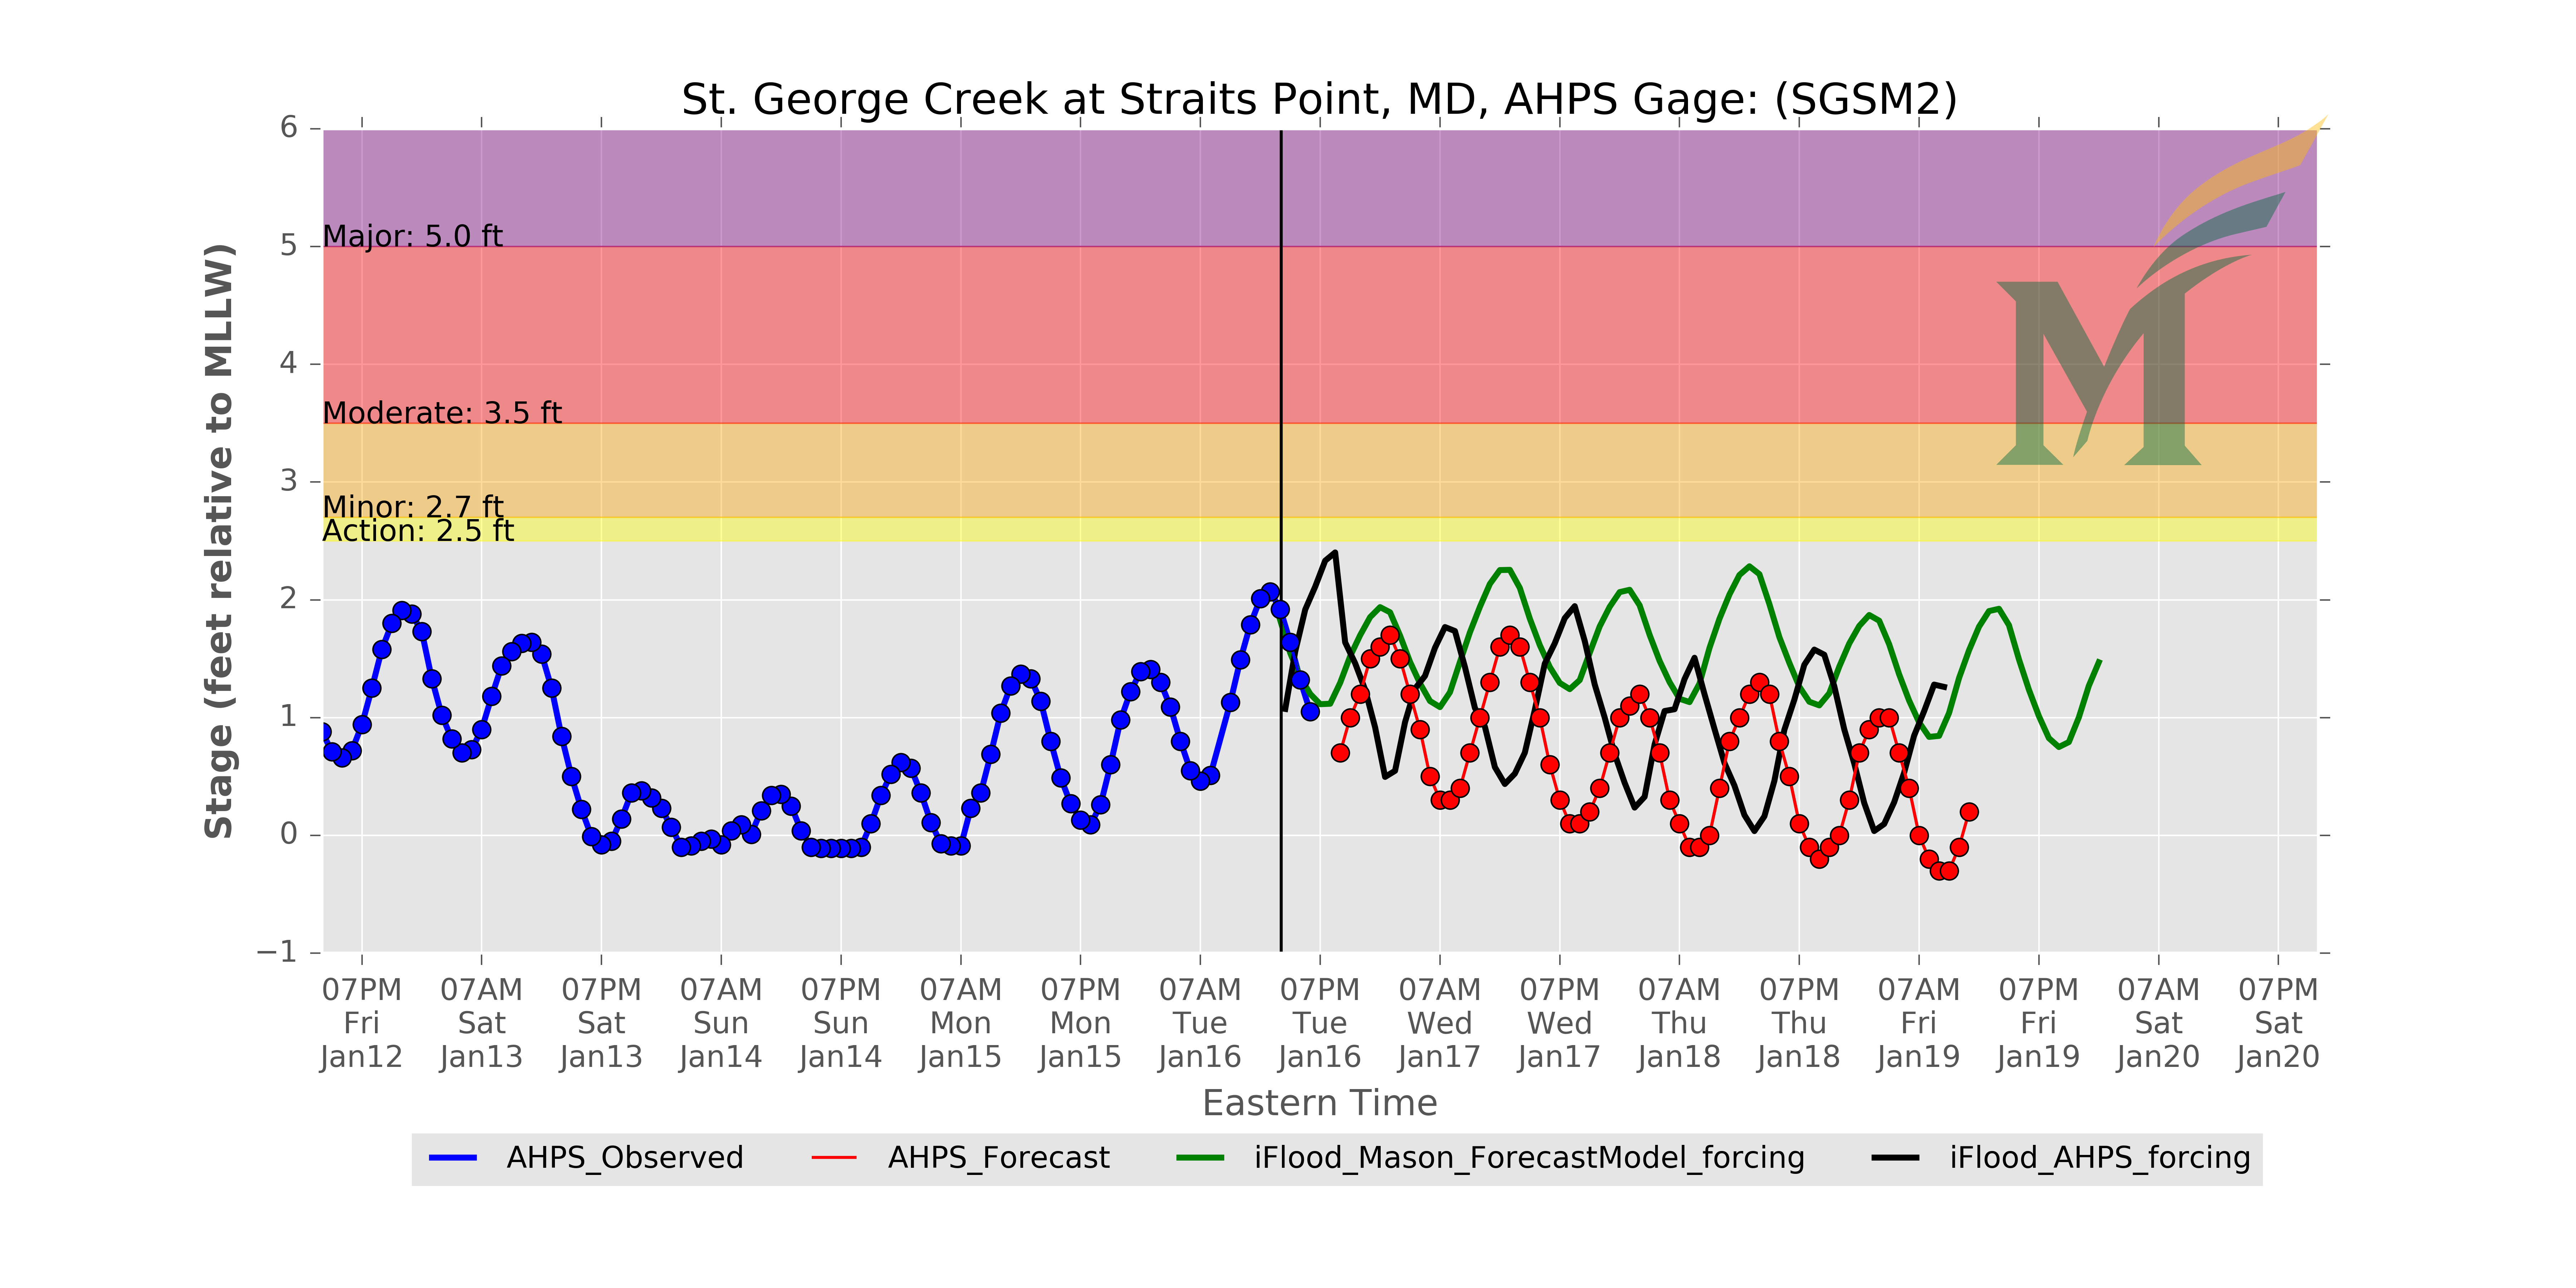 St. George Creek at Straits Point, MD, AHPS Gage: (SGSM2)
Stage (feet relative to MLLW)
6
5
4
3
2
1
0
−1
Major: 5.0 ft
Moderate: 3.5 ft
Minor: 2.7 ft
Action: 2.5 ft
M
07PM 07AM 07PM 07AM 07PM 07AM 07PM 07AM 07PM 07AM 07PM 07AM 07PM 07AM 07PM 07AM 07PM
Fri Sat Sat Sun Sun Mon Mon Tue Tue Wed Wed Thu Thu Fri Fri Sat Sat
Jan12 Jan13 Jan13 Jan14 Jan14 Jan15 Jan15 Jan16 Jan16 Jan17 Jan17 Jan18 Jan18 Jan19 Jan19 Jan20 Jan20
Eastern Time
AHPS_Observed AHPS_Forecast iFlood_Mason_ForecastModel_forcing iFlood_AHPS_forcing